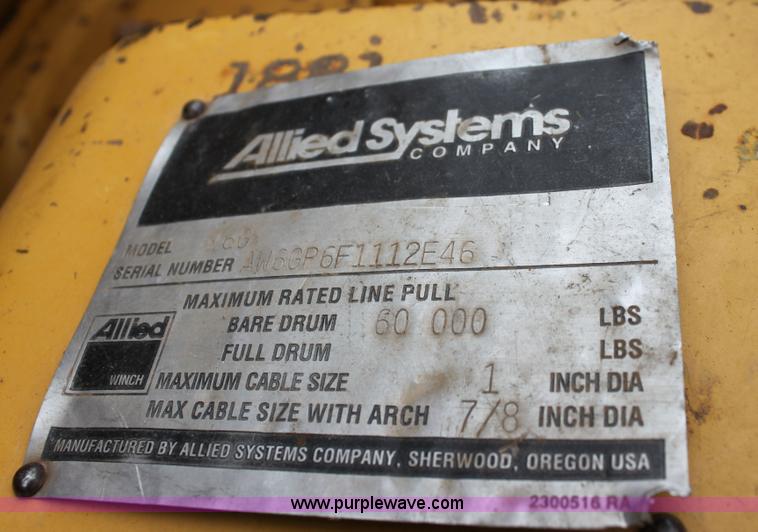 Allied Systems
COMPANY
MODEL
SERIAL NUMBER AW6GP6F1112E46
MAXIMUM RATED LINE PULL
BARE DRUM 60 000 LBS
FULL DRUM LBS
Allied
WINCH
MAXIMUM CABLE SIZE 1 INCH DIA
MAX CABLE SIZE WITH ARCH 7/8 INCH DIA
MANUFACTURED BY ALLIED SYSTEMS COMPANY, SHERWOOD, OREGON USA
www.purplewave.com
2300516 RA